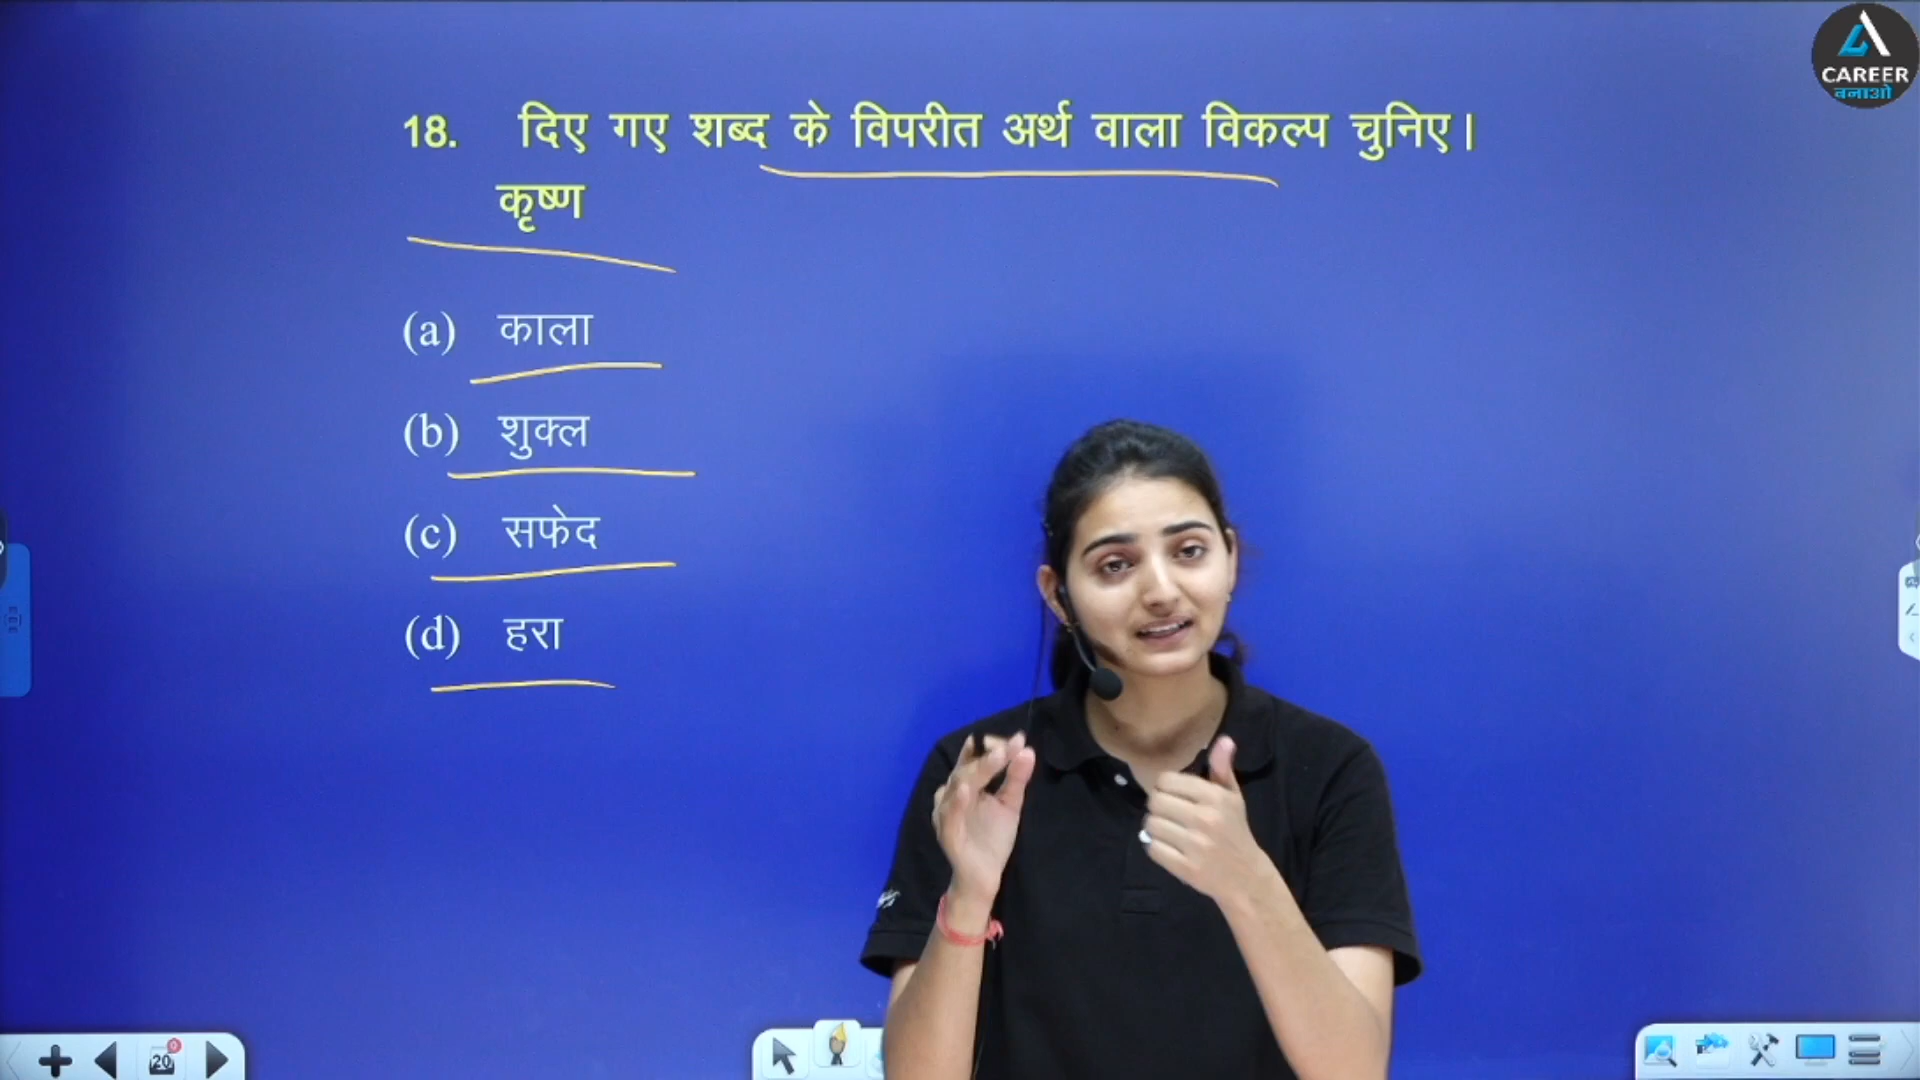 CAREER
बनाओ
18. दिए गए शब्द के विपरीत अर्थ वाला विकल्प चुनिए।
कृष्ण
(a) काला
(b) शुक्ल
(c) सफेद
(d) हरा
20